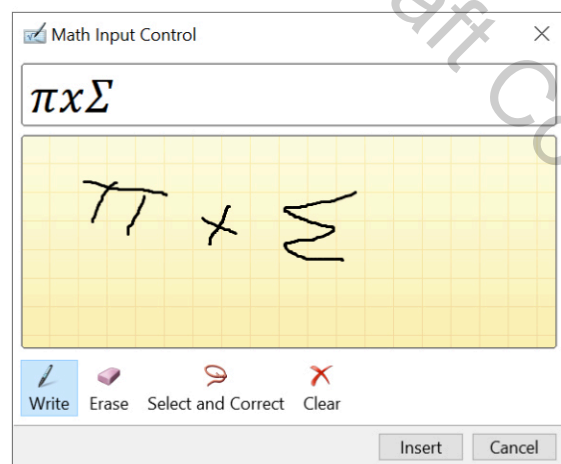 Math Input Control
πxΣ
π x Σ
Write Erase Select and Correct Clear
Insert Cancel